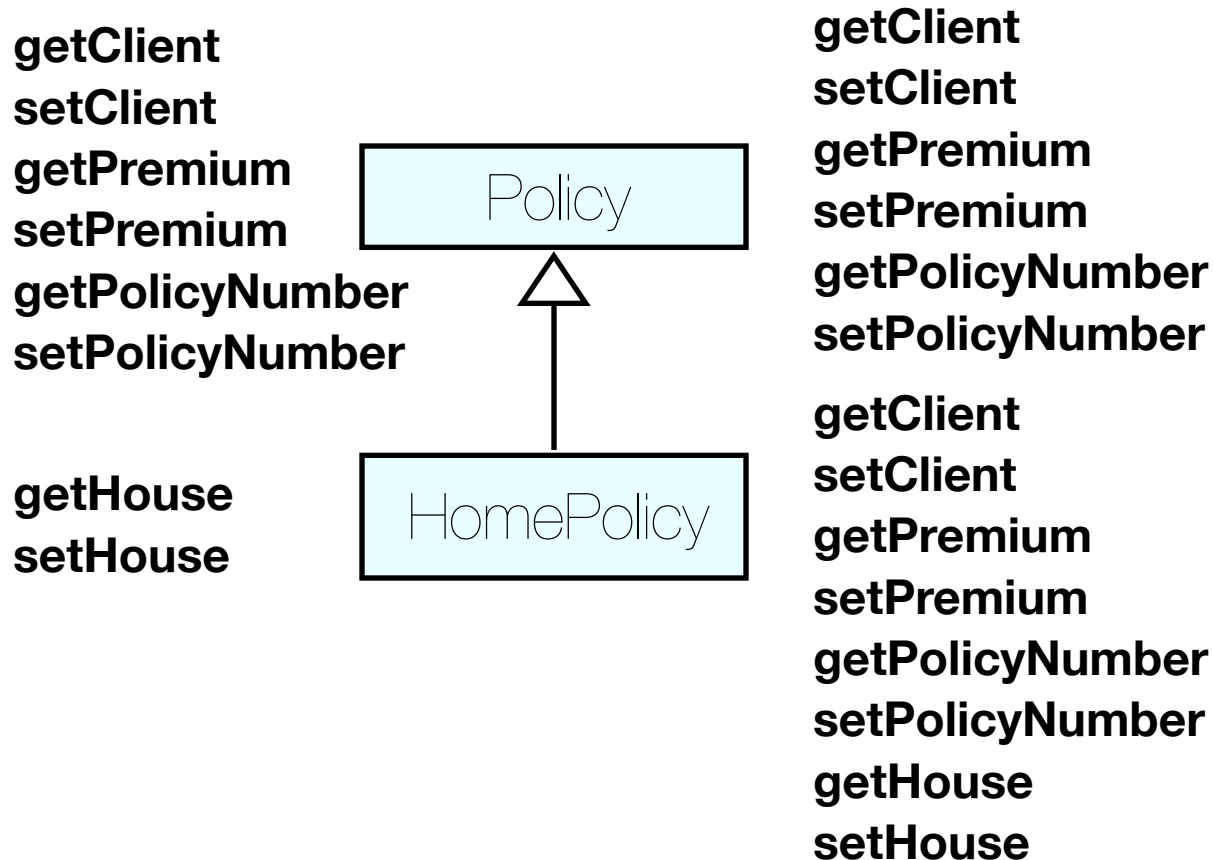 getClient
setClient
getPremium
setPremium
getPolicyNumber
setPolicyNumber
Policy
getClient
setClient
getPremium
setPremium
getPolicyNumber
setPolicyNumber
getHouse
setHouse
HomePolicy
getClient
setClient
getPremium
setPremium
getPolicyNumber
setPolicyNumber
getHouse
setHouse